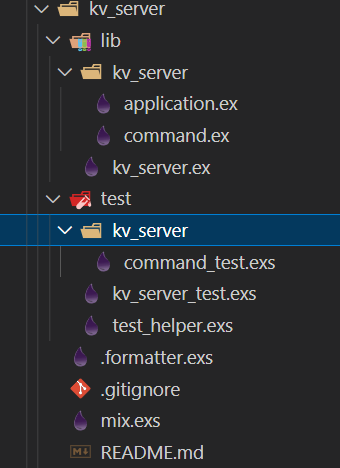 kv_server
lib
kv_server
application.ex
command.ex
kv_server.ex
test
kv_server
command_test.exs
kv_server_test.exs
test_helper.exs
.formatter.exs
.gitignore
mix.exs
README.md